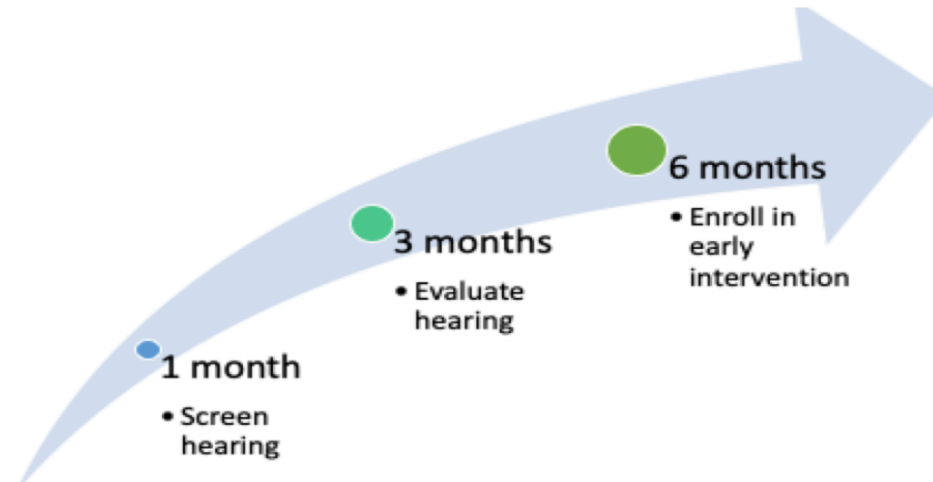 1 month
• Screen
hearing
3 months
• Evaluate
hearing
6 months
• Enroll in
early
intervention